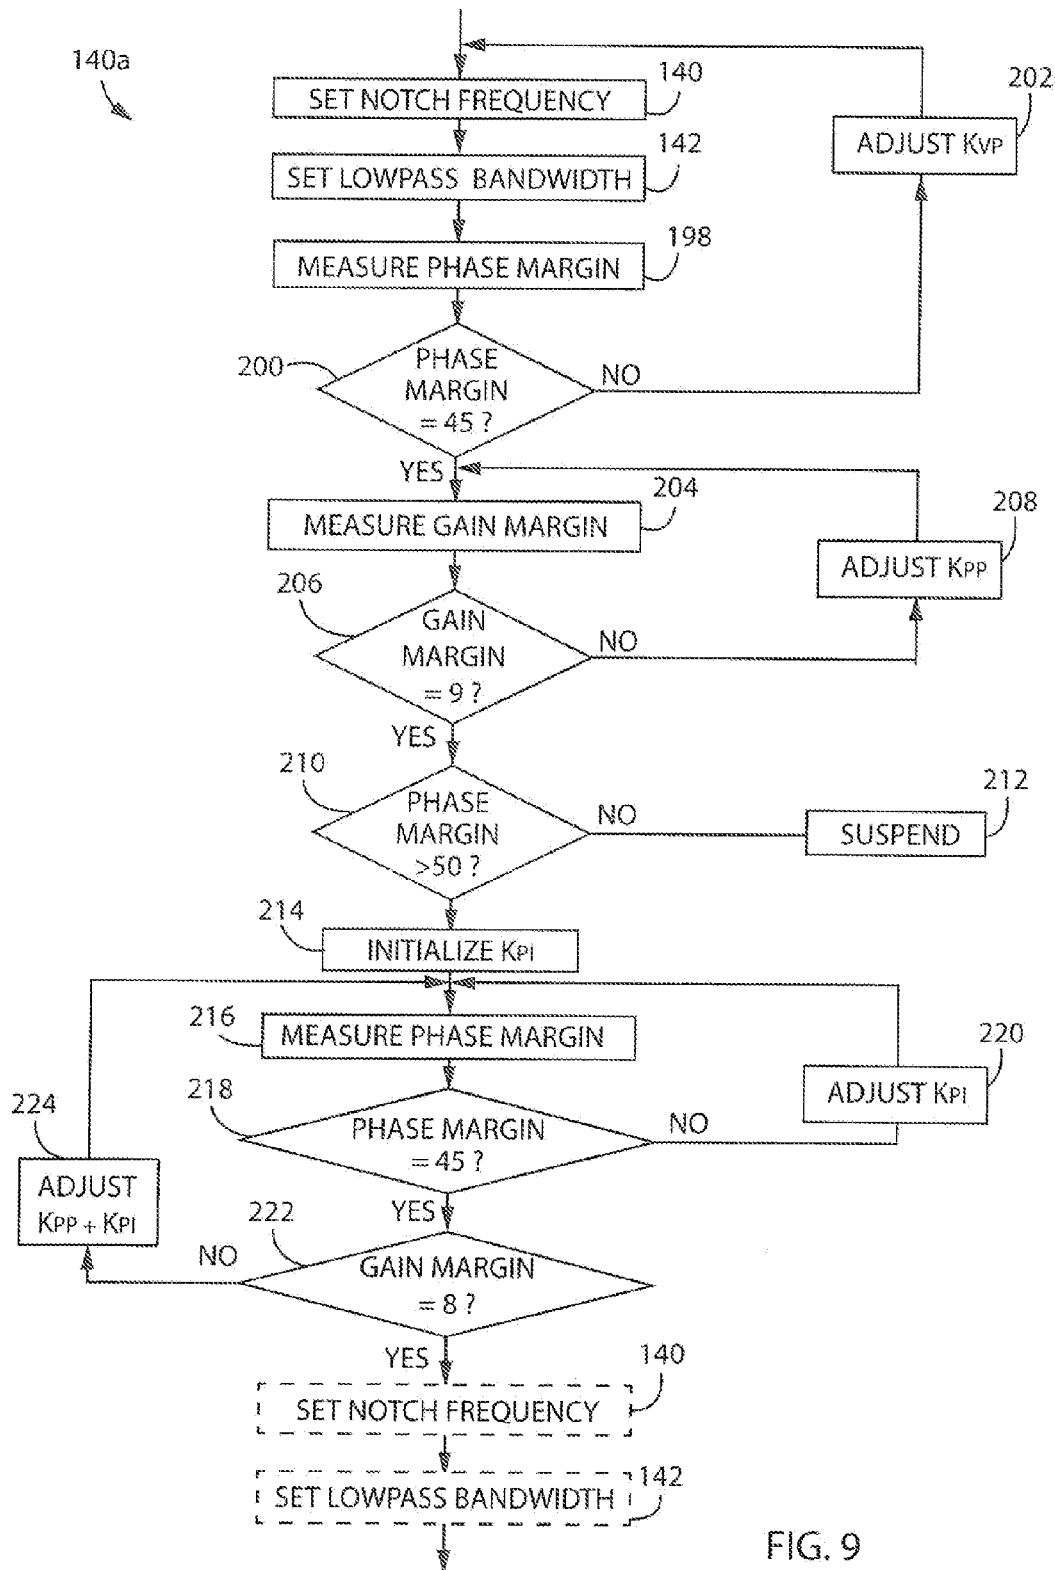 140a
SET NOTCH FREQUENCY
140
202
ADJUST KVP
SET LOWPASS BANDWIDTH
142
MEASURE PHASE MARGIN
198
200
PHASE
MARGIN
= 45 ?
NO
YES
MEASURE GAIN MARGIN
204
208
ADJUST KPP
206
GAIN
MARGIN
= 9 ?
NO
YES
210
PHASE
MARGIN
>50 ?
NO
212
SUSPEND
214
INITIALIZE KPI
216
MEASURE PHASE MARGIN
220
ADJUST KPI
218
PHASE MARGIN
= 45 ?
NO
224
ADJUST
KPP + KPI
YES
222
GAIN MARGIN
= 8 ?
NO
YES
140
SET NOTCH FREQUENCY
142
SET LOWPASS BANDWIDTH
FIG. 9